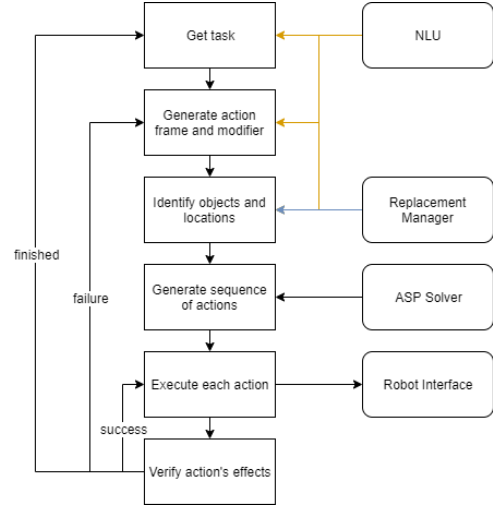 Get task
NLU
Generate action
frame and modifier
Identify objects and
locations
Replacement
Manager
finished
failure
Generate sequence
of actions
ASP Solver
Execute each action
Robot Interface
success
Verify action's effects